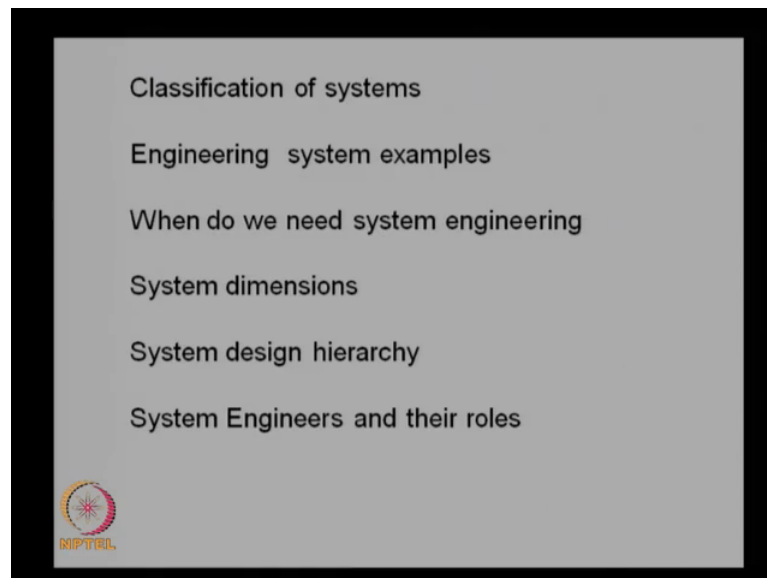 Classification of systems
Engineering system examples
When do we need system engineering
System dimensions
System design hierarchy
System Engineers and their roles
NPTEL